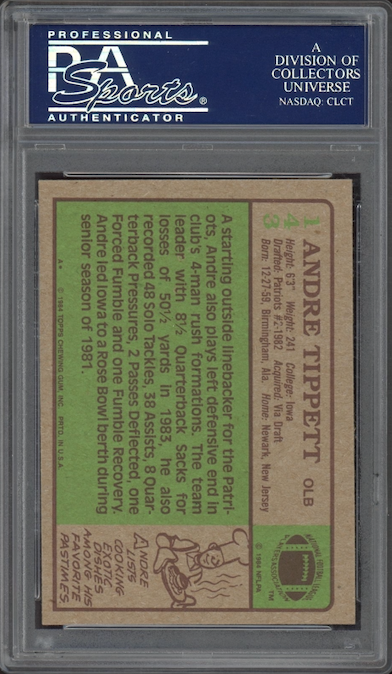 PROFESSIONAL
PSA
Sports®
AUTHENTICATOR
A
DIVISION OF
COLLECTORS
UNIVERSE
NASDAQ: CLCT
143
ANDRE TIPPETT OLB
Height: 6'3" Weight: 241 College: Iowa
Drafted: Patriots #2-1982 Acquired: Via Draft
Born: 12-27-59, Birmingham, Ala. Home: Newark, New Jersey
NATIONAL FOOTBALL LEAGUE
PLAYERS ASSOCIATION
TM
© 1984 NFLPA
A starting outside linebacker for the Patri-
ots, Andre also plays left defensive end in
club's 4-man rush formations. The team
leader with 8½ Quarterback Sacks for
losses of 50½ yards in 1983, he also
recorded 48 Solo Tackles, 38 Assists, 8 Quar-
terback Pressures, 2 Passes Deflected, one
Forced Fumble and one Fumble Recovery.
Andre led Iowa to a Rose Bowl berth during
senior season of 1981.
A* © 1984 TOPPS CHEWING GUM, INC. PRTD. IN U.S.A.
ANDRE
LISTS
COOKING
EXOTIC
DISHES
AMONG HIS
FAVORITE
PASTIMES.